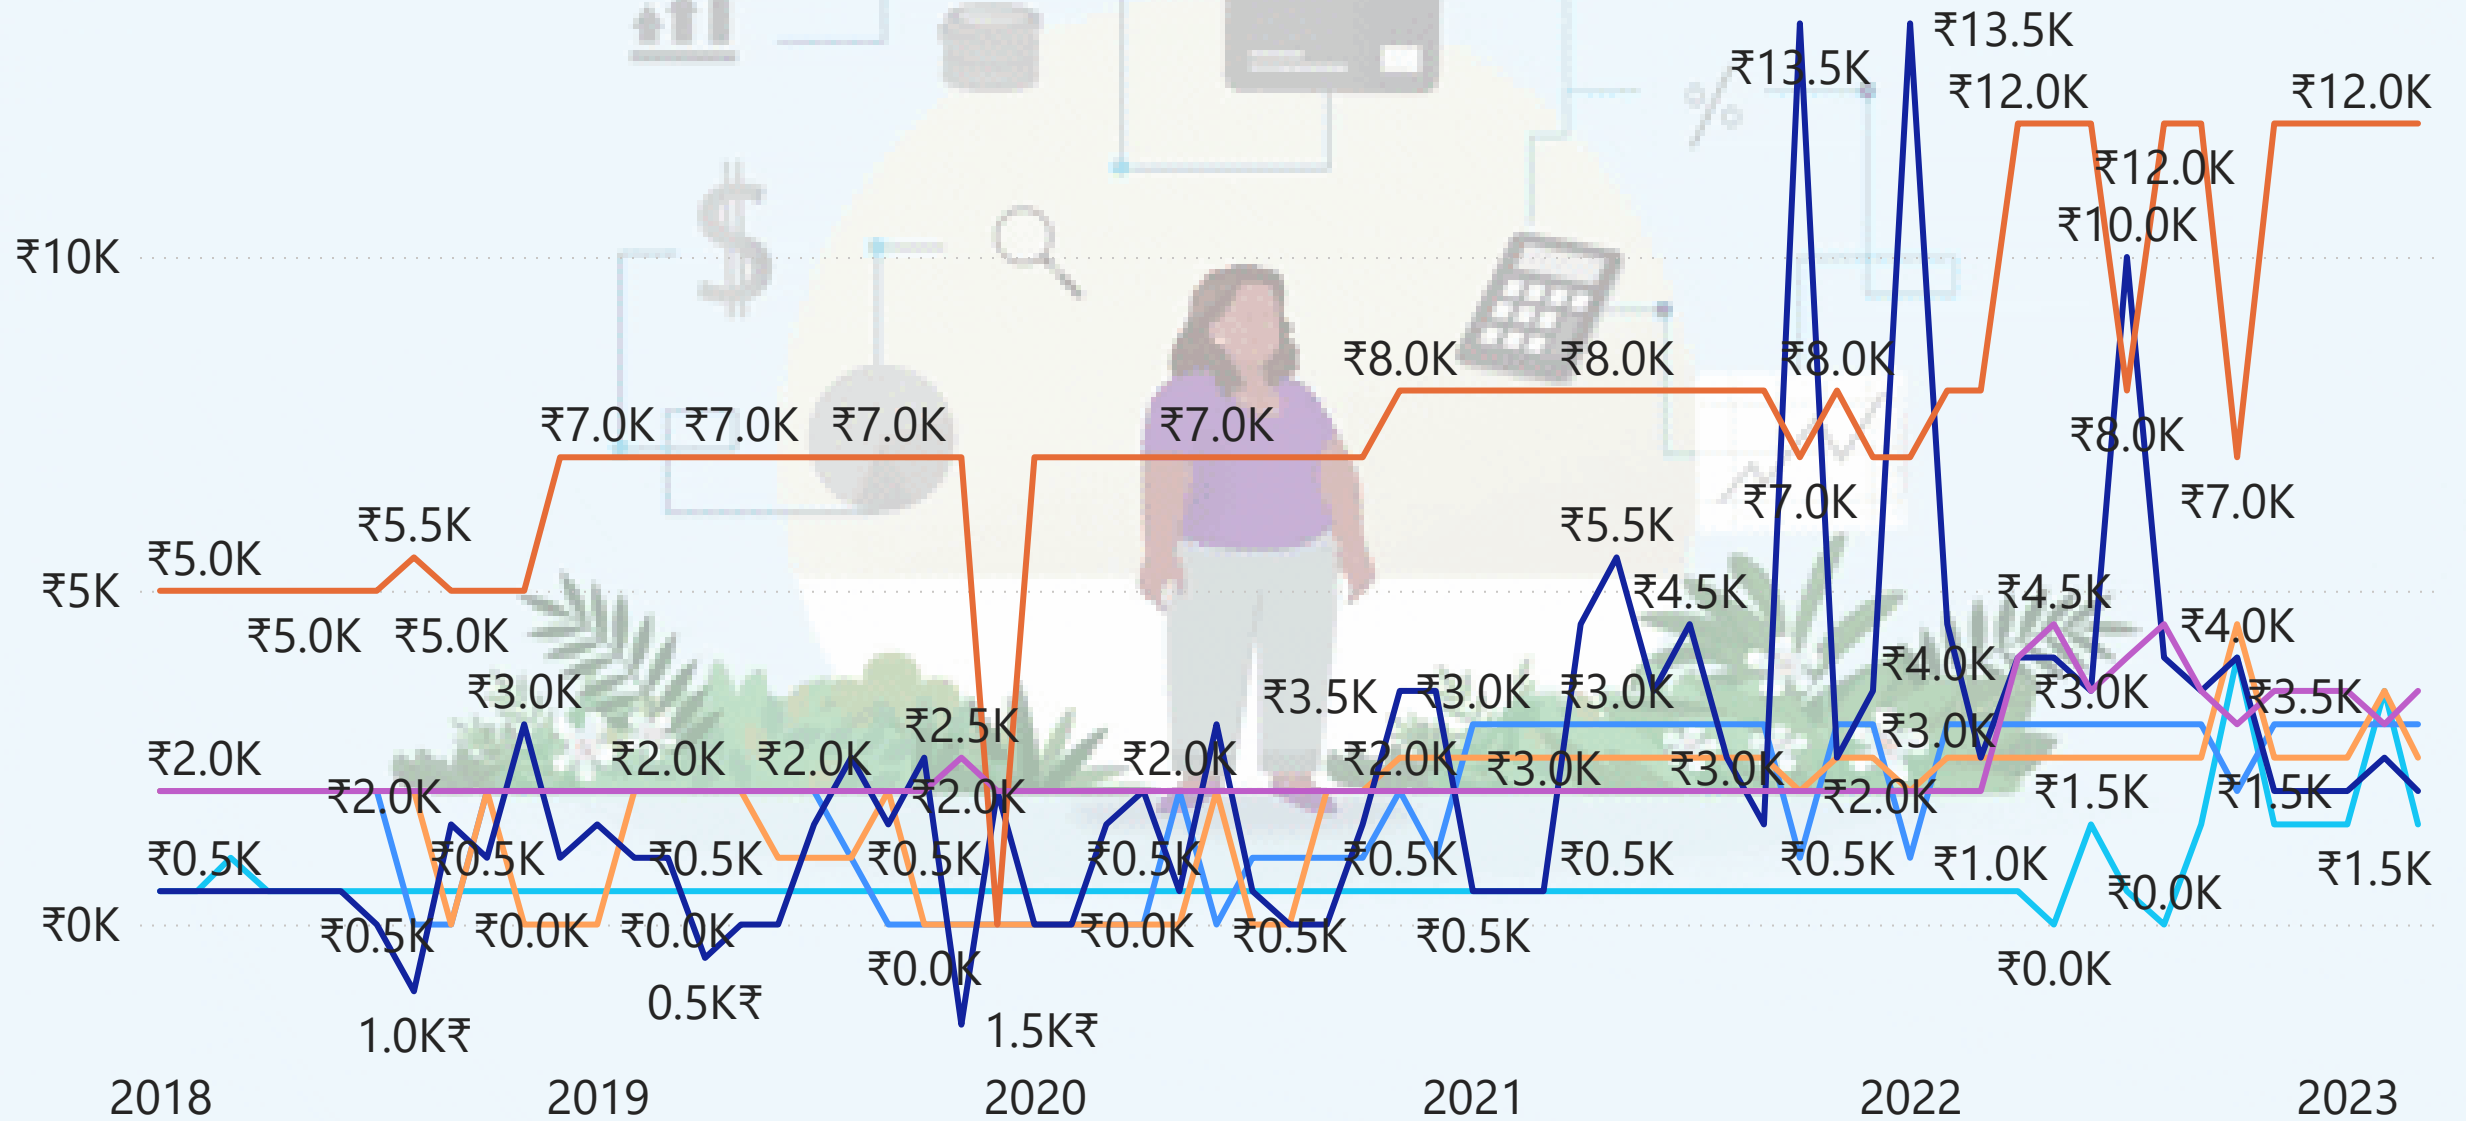 ₹13.5K
₹13.5K
₹12.0K ₹12.0K
%
₹12.0K
$
₹10.0K
₹10K
₹8.0K ₹8.0K ₹8.0K
₹7.0K ₹7.0K ₹7.0K ₹7.0K ₹8.0K
₹7.0K ₹7.0K
₹5.5K ₹5.5K
₹5.0K
₹5K ₹4.5K ₹4.5K
₹5.0K ₹5.0K ₹4.0K
₹4.0K
₹3.0K ₹3.5K ₹3.0K ₹3.0K ₹3.0K ₹3.5K
₹2.5K ₹3.0K
₹2.0K ₹2.0K ₹2.0K ₹2.0K ₹2.0K ₹3.0K ₹3.0K
₹2.0K ₹2.0K ₹2.0K ₹1.5K ₹1.5K
₹0.5K ₹0.5K ₹0.5K ₹0.5K ₹0.5K ₹0.5K ₹0.5K ₹0.5K ₹1.0K ₹1.5K
₹0.0K
₹0K ₹0.5K ₹0.0K ₹0.0K ₹0.0K ₹0.5K ₹0.5K
₹0.0K ₹0.0K
0.5K₹
1.0K₹ 1.5K₹
2018 2019 2020 2021 2022 2023